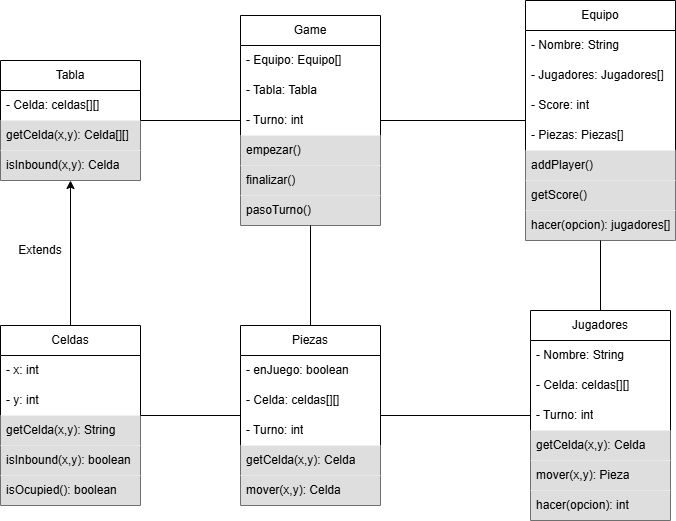 Game
- Equipo: Equipo[]
- Tabla: Tabla
- Turno: int
empezar()
finalizar()
pasoTurno()
Equipo
- Nombre: String
- Jugadores: Jugadores[]
- Score: int
- Piezas: Piezas[]
addPlayer()
getScore()
hacer(opcion): jugadores[]
Tabla
- Celda: celdas[][]
getCelda(x,y): Celda[][]
isInbound(x,y): Celda
Extends
Celdas
- x: int
- y: int
getCelda(x,y): String
isInbound(x,y): boolean
isOcupied(): boolean
Piezas
- enJuego: boolean
- Celda: celdas[][]
- Turno: int
getCelda(x,y): Celda
mover(x,y): Celda
Jugadores
- Nombre: String
- Celda: celdas[][]
- Turno: int
getCelda(x,y): Celda
mover(x,y): Pieza
hacer(opcion): int